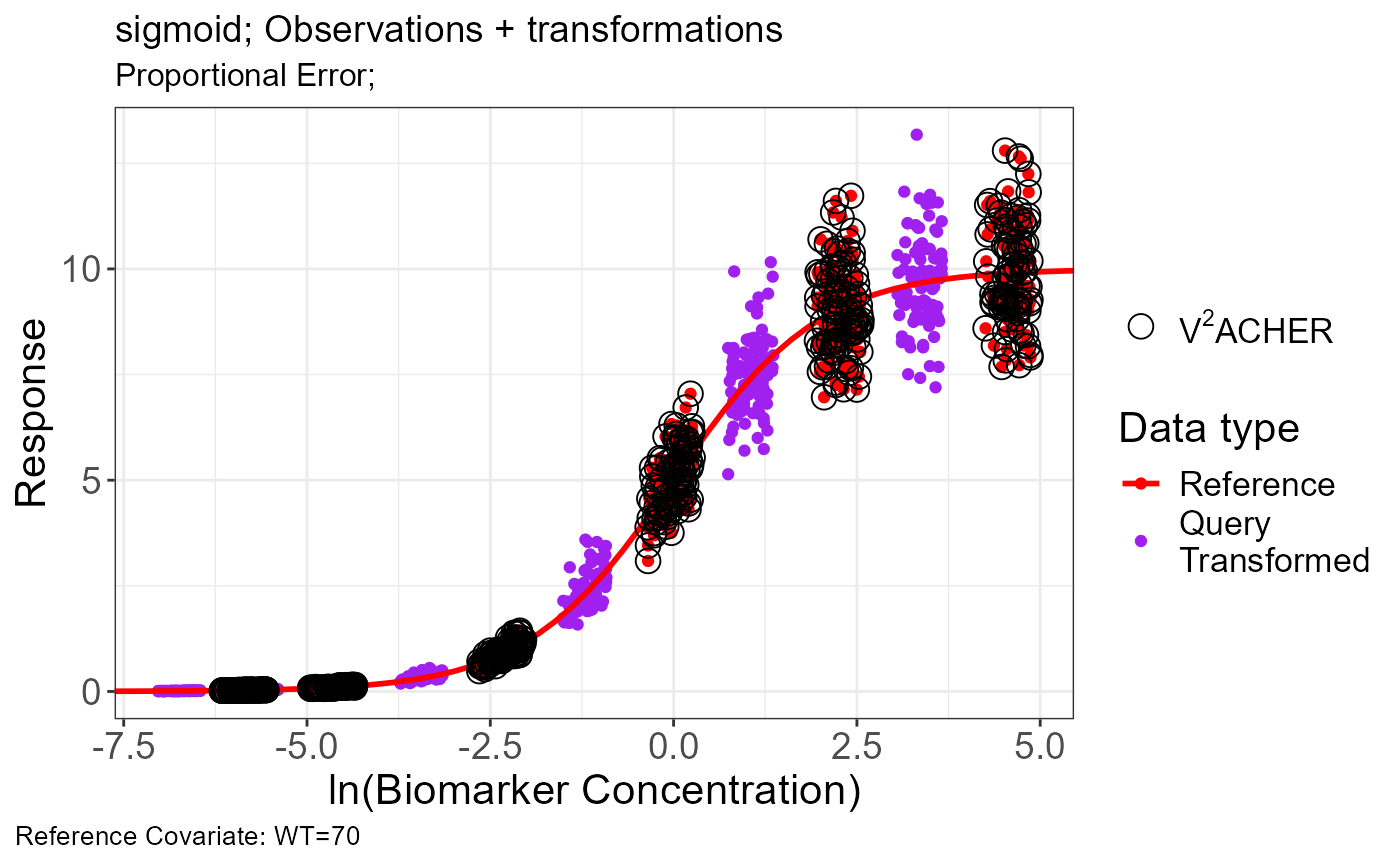 sigmoid; Observations + transformations
Proportional Error;
Response
10
5
0
-7.5 -5.0 -2.5 0.0 2.5 5.0
ln(Biomarker Concentration)
Reference Covariate: WT=70
V²ACHER
Data type
Reference
Query
Transformed